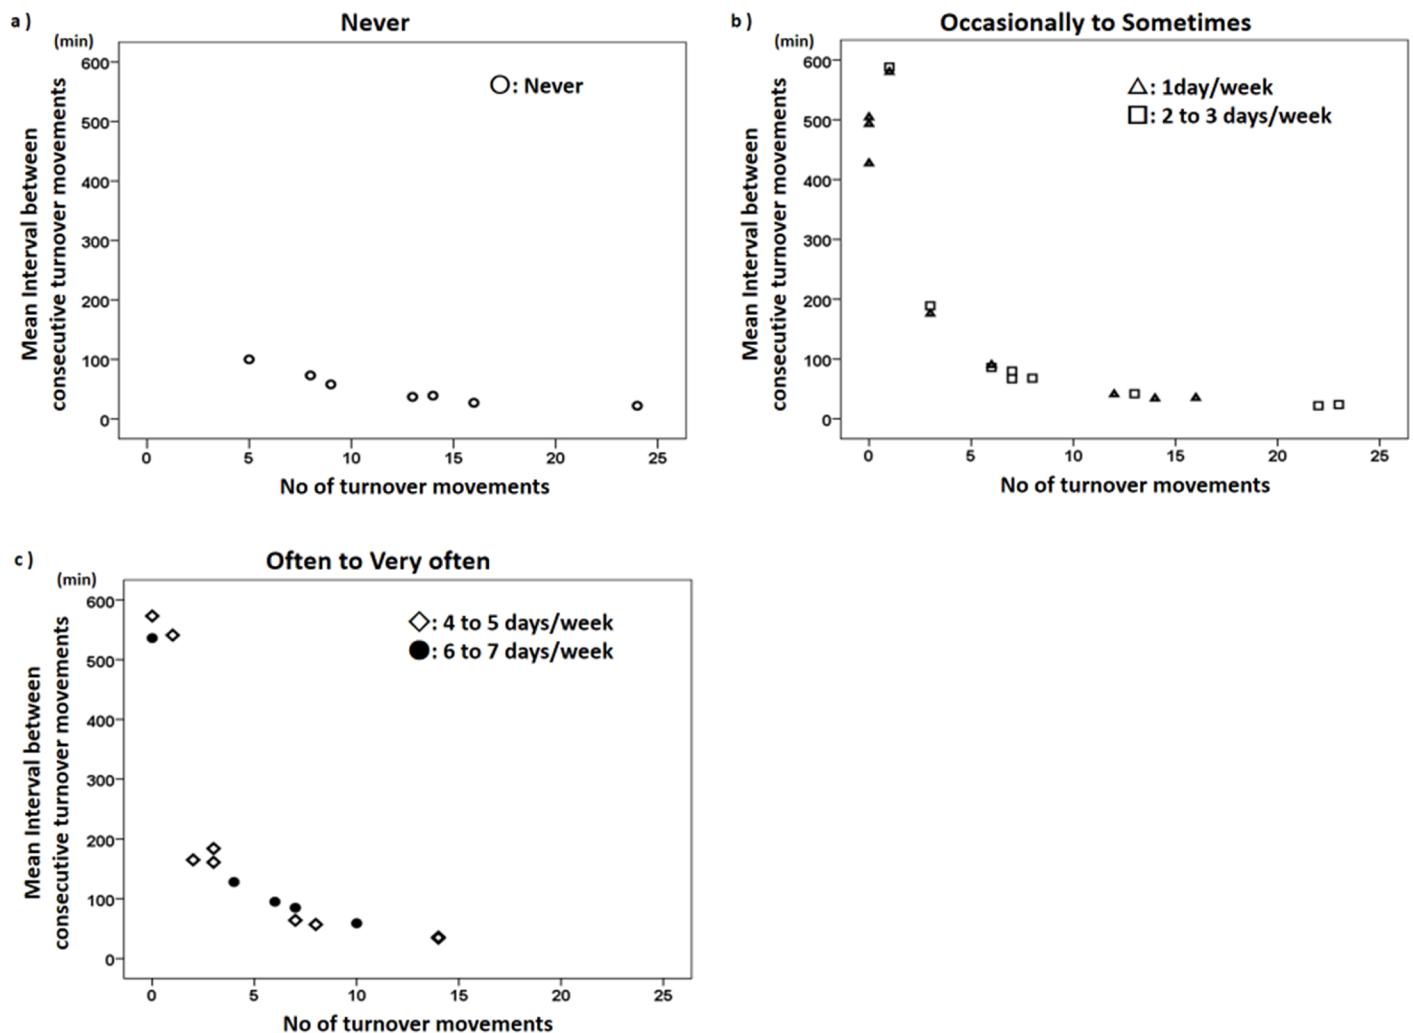 a )
Never
(min)
Mean Interval between
consecutive turnover movements
600
500
400
300
200
100
0
: Never
0 5 10 15 20 25
No of turnover movements
b )
Occasionally to Sometimes
(min)
Mean Interval between
consecutive turnover movements
600
500
400
300
200
100
0
: 1day/week
: 2 to 3 days/week
0 5 10 15 20 25
No of turnover movements
c )
Often to Very often
(min)
Mean Interval between
consecutive turnover movements
600
500
400
300
200
100
0
: 4 to 5 days/week
: 6 to 7 days/week
0 5 10 15 20 25
No of turnover movements